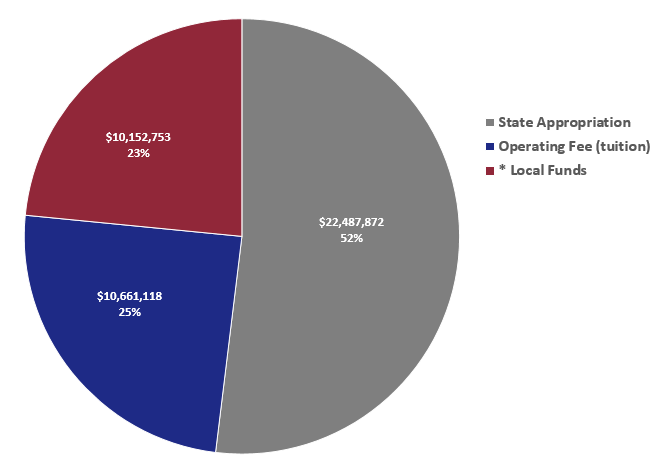 $10,152,753
23%
$22,487,872
52%
$10,661,118
25%
State Appropriation
Operating Fee (tuition)
* Local Funds